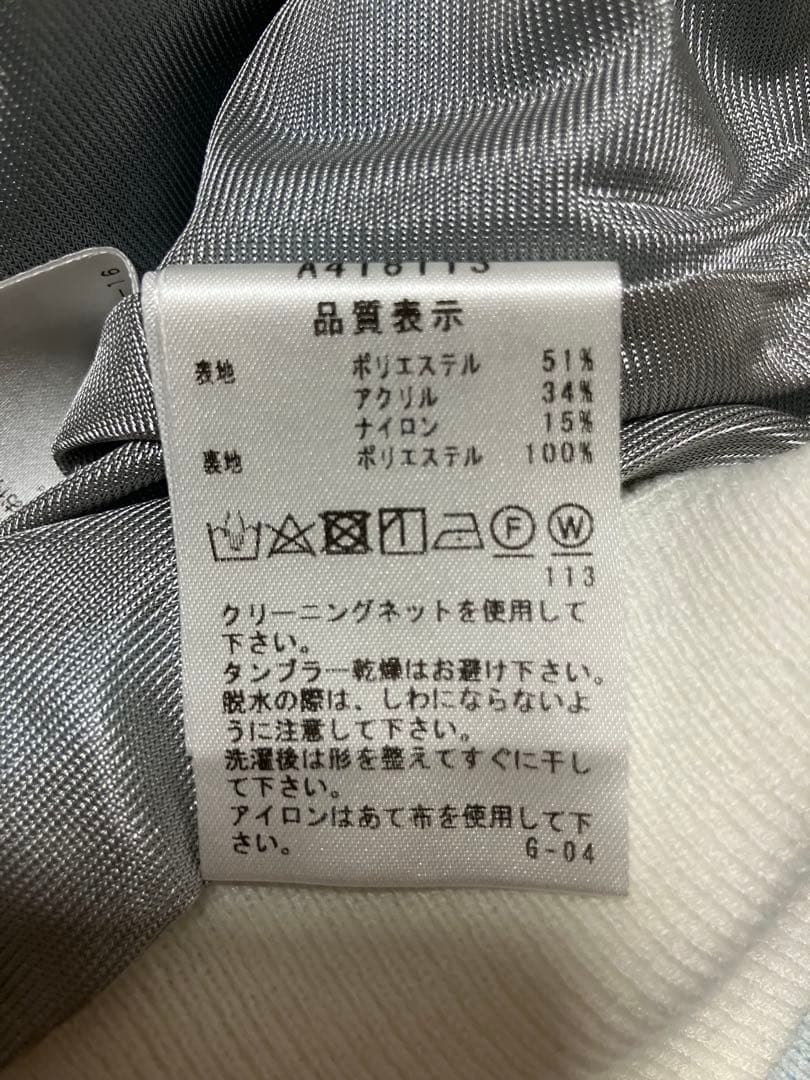 A418113
品質表示
表地 ポリエステル 51%
アクリル 34%
ナイロン 15%
裏地 ポリエステル 100%
F W
113
クリーニングネットを使用して
下さい。
タンブラー乾燥はお避け下さい。
脱水の際は、しわにならないよ
うに注意して下さい。
洗濯後は形を整えてすぐに干し
て下さい。
アイロンはあて布を使用して下
さい。 G-04